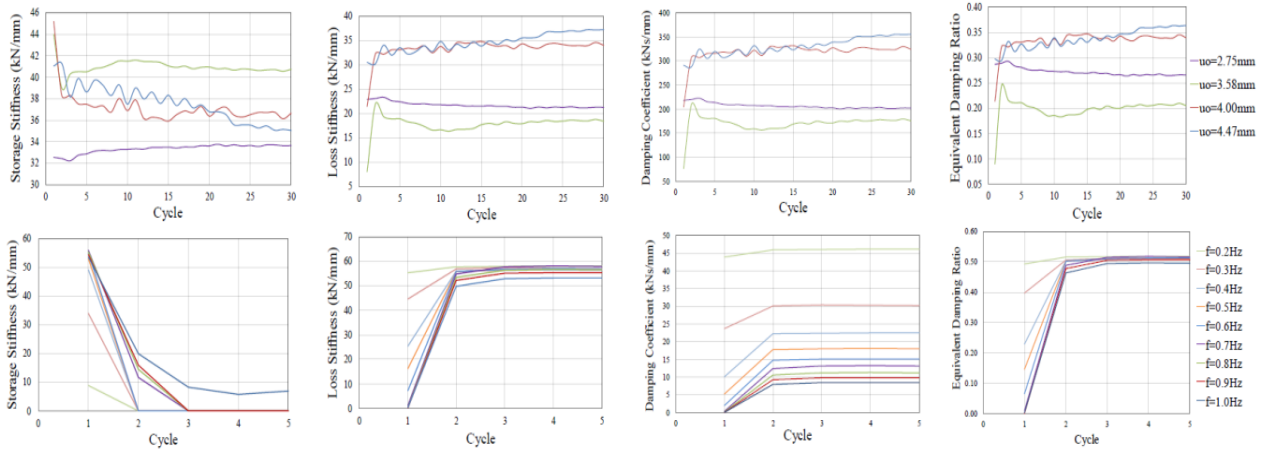 Storage Stiffness (kN/mm)
46
44
42
40
38
36
34
32
30
0 5 10 15 20 25 30
Cycle
Loss Stiffness (kN/mm)
40
35
30
25
20
15
10
5
0 5 10 15 20 25 30
Cycle
Damping Coefficient (kNs/mm)
400
350
300
250
200
150
100
50
0 5 10 15 20 25 30
Cycle
Equivalent Damping Ratio
0.40
0.35
0.30
0.25
0.20
0.15
0.10
0.05
0 5 10 15 20 25 30
Cycle
uo=2.75mm
uo=3.58mm
uo=4.00mm
uo=4.47mm
Storage Stiffness (kN/mm)
60
50
40
30
20
10
0
0 1 2 3 4 5
Cycle
Loss Stiffness (kN/mm)
70
60
50
40
30
20
10
0
0 1 2 3 4 5
Cycle
Damping Coefficient (kNs/mm)
50
45
40
35
30
25
20
15
10
5
0
0 1 2 3 4 5
Cycle
Equivalent Damping Ratio
0.60
0.50
0.40
0.30
0.20
0.10
0.00
0 1 2 3 4 5
Cycle
f=0.2Hz
f=0.3Hz
f=0.4Hz
f=0.5Hz
f=0.6Hz
f=0.7Hz
f=0.8Hz
f=0.9Hz
f=1.0Hz